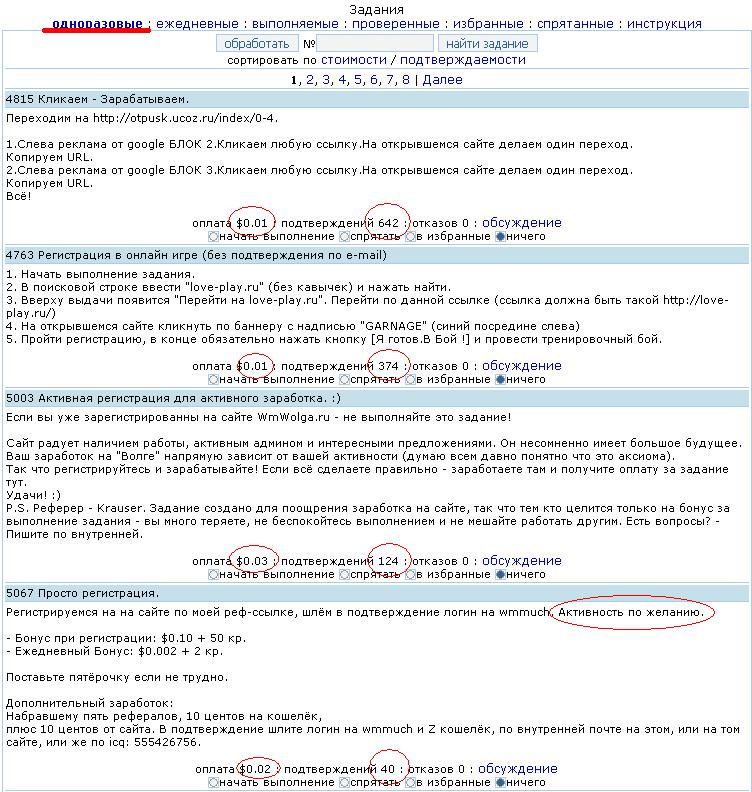 Задания
одноразовые : ежедневные : выполняемые : проверенные : избранные : спрятанные : инструкция
обработать № найти задание
сортировать по стоимости / подтверждаемости
1, 2, 3, 4, 5, 6, 7, 8 | Далее
4815 Кликаем - Зарабатываем.
Переходим на http://otpusk.ucoz.ru/index/0-4.
1.Слева реклама от google БЛОК 2.Кликаем любую ссылку.На открывшемся сайте делаем один переход.
Копируем URL.
2.Слева реклама от google БЛОК 3.Кликаем любую ссылку.На открывшемся сайте делаем один переход.
Копируем URL.
Всё!
оплата $0.01 : подтверждений 642 : отказов 0 : обсуждение
начать выполнение спрятать в избранные ничего
4763 Регистрация в онлайн игре (без подтверждения по e-mail)
1. Начать выполнение задания.
2. В поисковой строке ввести "love-play.ru" (без кавычек) и нажать найти.
3. Вверху выдачи появится "Перейти на love-play.ru". Перейти по данной ссылке (ссылка должна быть такой http://love-
play.ru/)
4. На открывшемся сайте кликнуть по баннеру с надписью "GARNAGE" (синий посредине слева)
5. Пройти регистрацию, в конце обязательно нажать кнопку [Я готов.В Бой !] и провести тренировочный бой.
оплата $0.01 : подтверждений 374 : отказов 0 : обсуждение
начать выполнение спрятать в избранные ничего
5003 Активная регистрация для активного заработка. :)
Если вы уже зарегистрированны на сайте WmWolga.ru - не выполняйте это задание!
Сайт радует наличием работы, активным админом и интересными предложениями. Он несомненно имеет большое будущее.
Ваш заработок на "Волге" напрямую зависит от вашей активности (думаю всем давно понятно что это аксиома).
Так что регистрируйтесь и зарабатывайте! Если всё сделаете правильно - заработаете там и получите оплату за задание
тут.
Удачи! :)
P.S. Реферер - Krauser. Задание создано для поощрения заработка на сайте, так что тем кто целится только на бонус за
выполнение задания - вы много теряете, не беспокойтесь выполнением и не мешайте работать другим. Есть вопросы? -
Пишите по внутренней.
оплата $0.03 : подтверждений 124 : отказов 0 : обсуждение
начать выполнение спрятать в избранные ничего
5067 Просто регистрация.
Регистрируемся на на сайте по моей реф-ссылке, шлём в подтверждение логин на wmmuch. Активность по желанию.
- Бонус при регистрации: $0.10 + 50 кр.
- Ежедневный Бонус: $0.002 + 2 кр.
Поставьте пятёрочку если не трудно.
Дополнительный заработок:
Набравшему пять рефералов, 10 центов на кошелёк,
плюс 10 центов от сайта. В подтверждение шлите логин на wmmuch и Z кошелёк, по внутренней почте на этом, или на том
сайте, или же по icq: 555426756.
оплата $0.02 : подтверждений 40 : отказов 0 : обсуждение
начать выполнение спрятать в избранные ничего